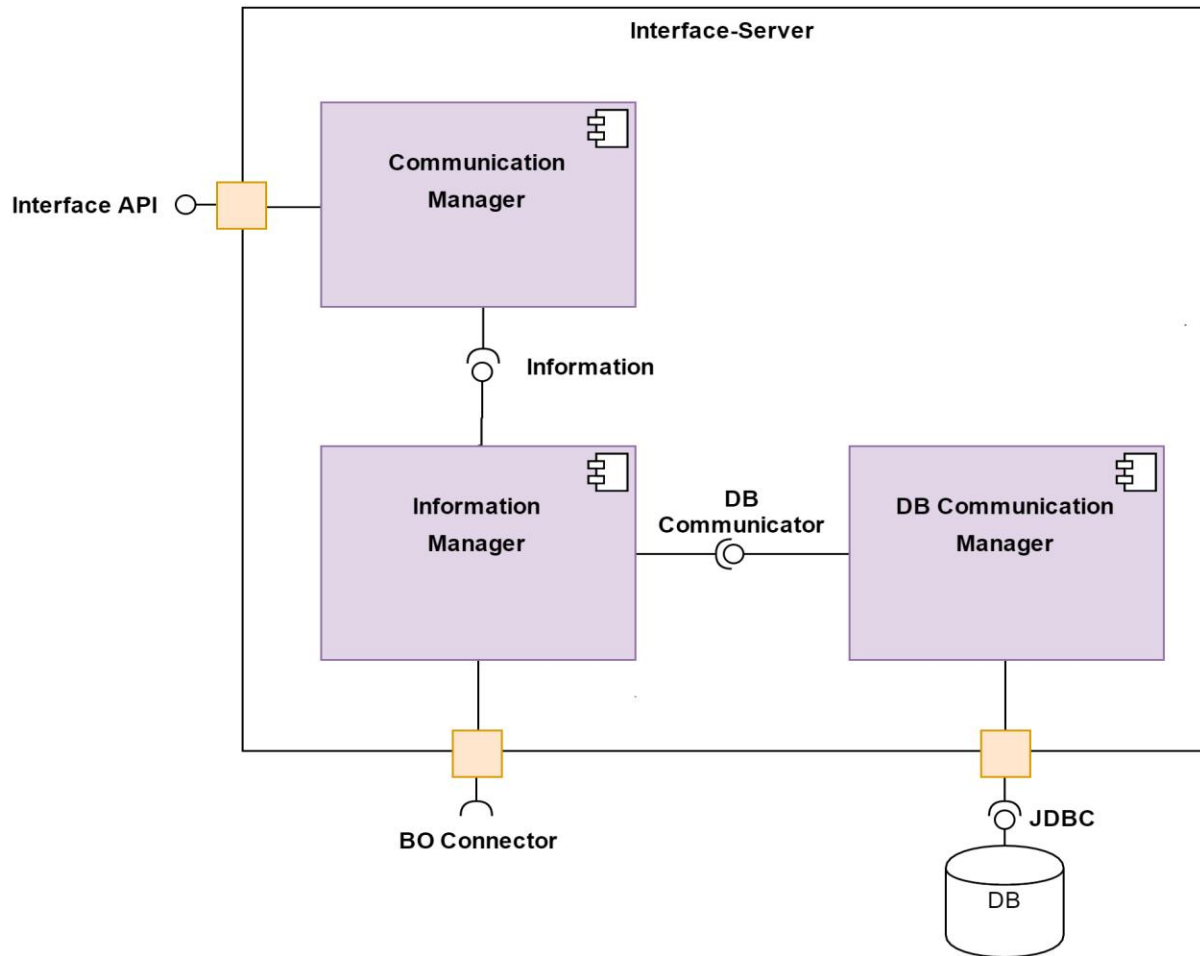 Interface-Server
Communication
Manager
Interface API
Information
Information
Manager
DB
Communicator
DB Communication
Manager
BO Connector
JDBC
DB